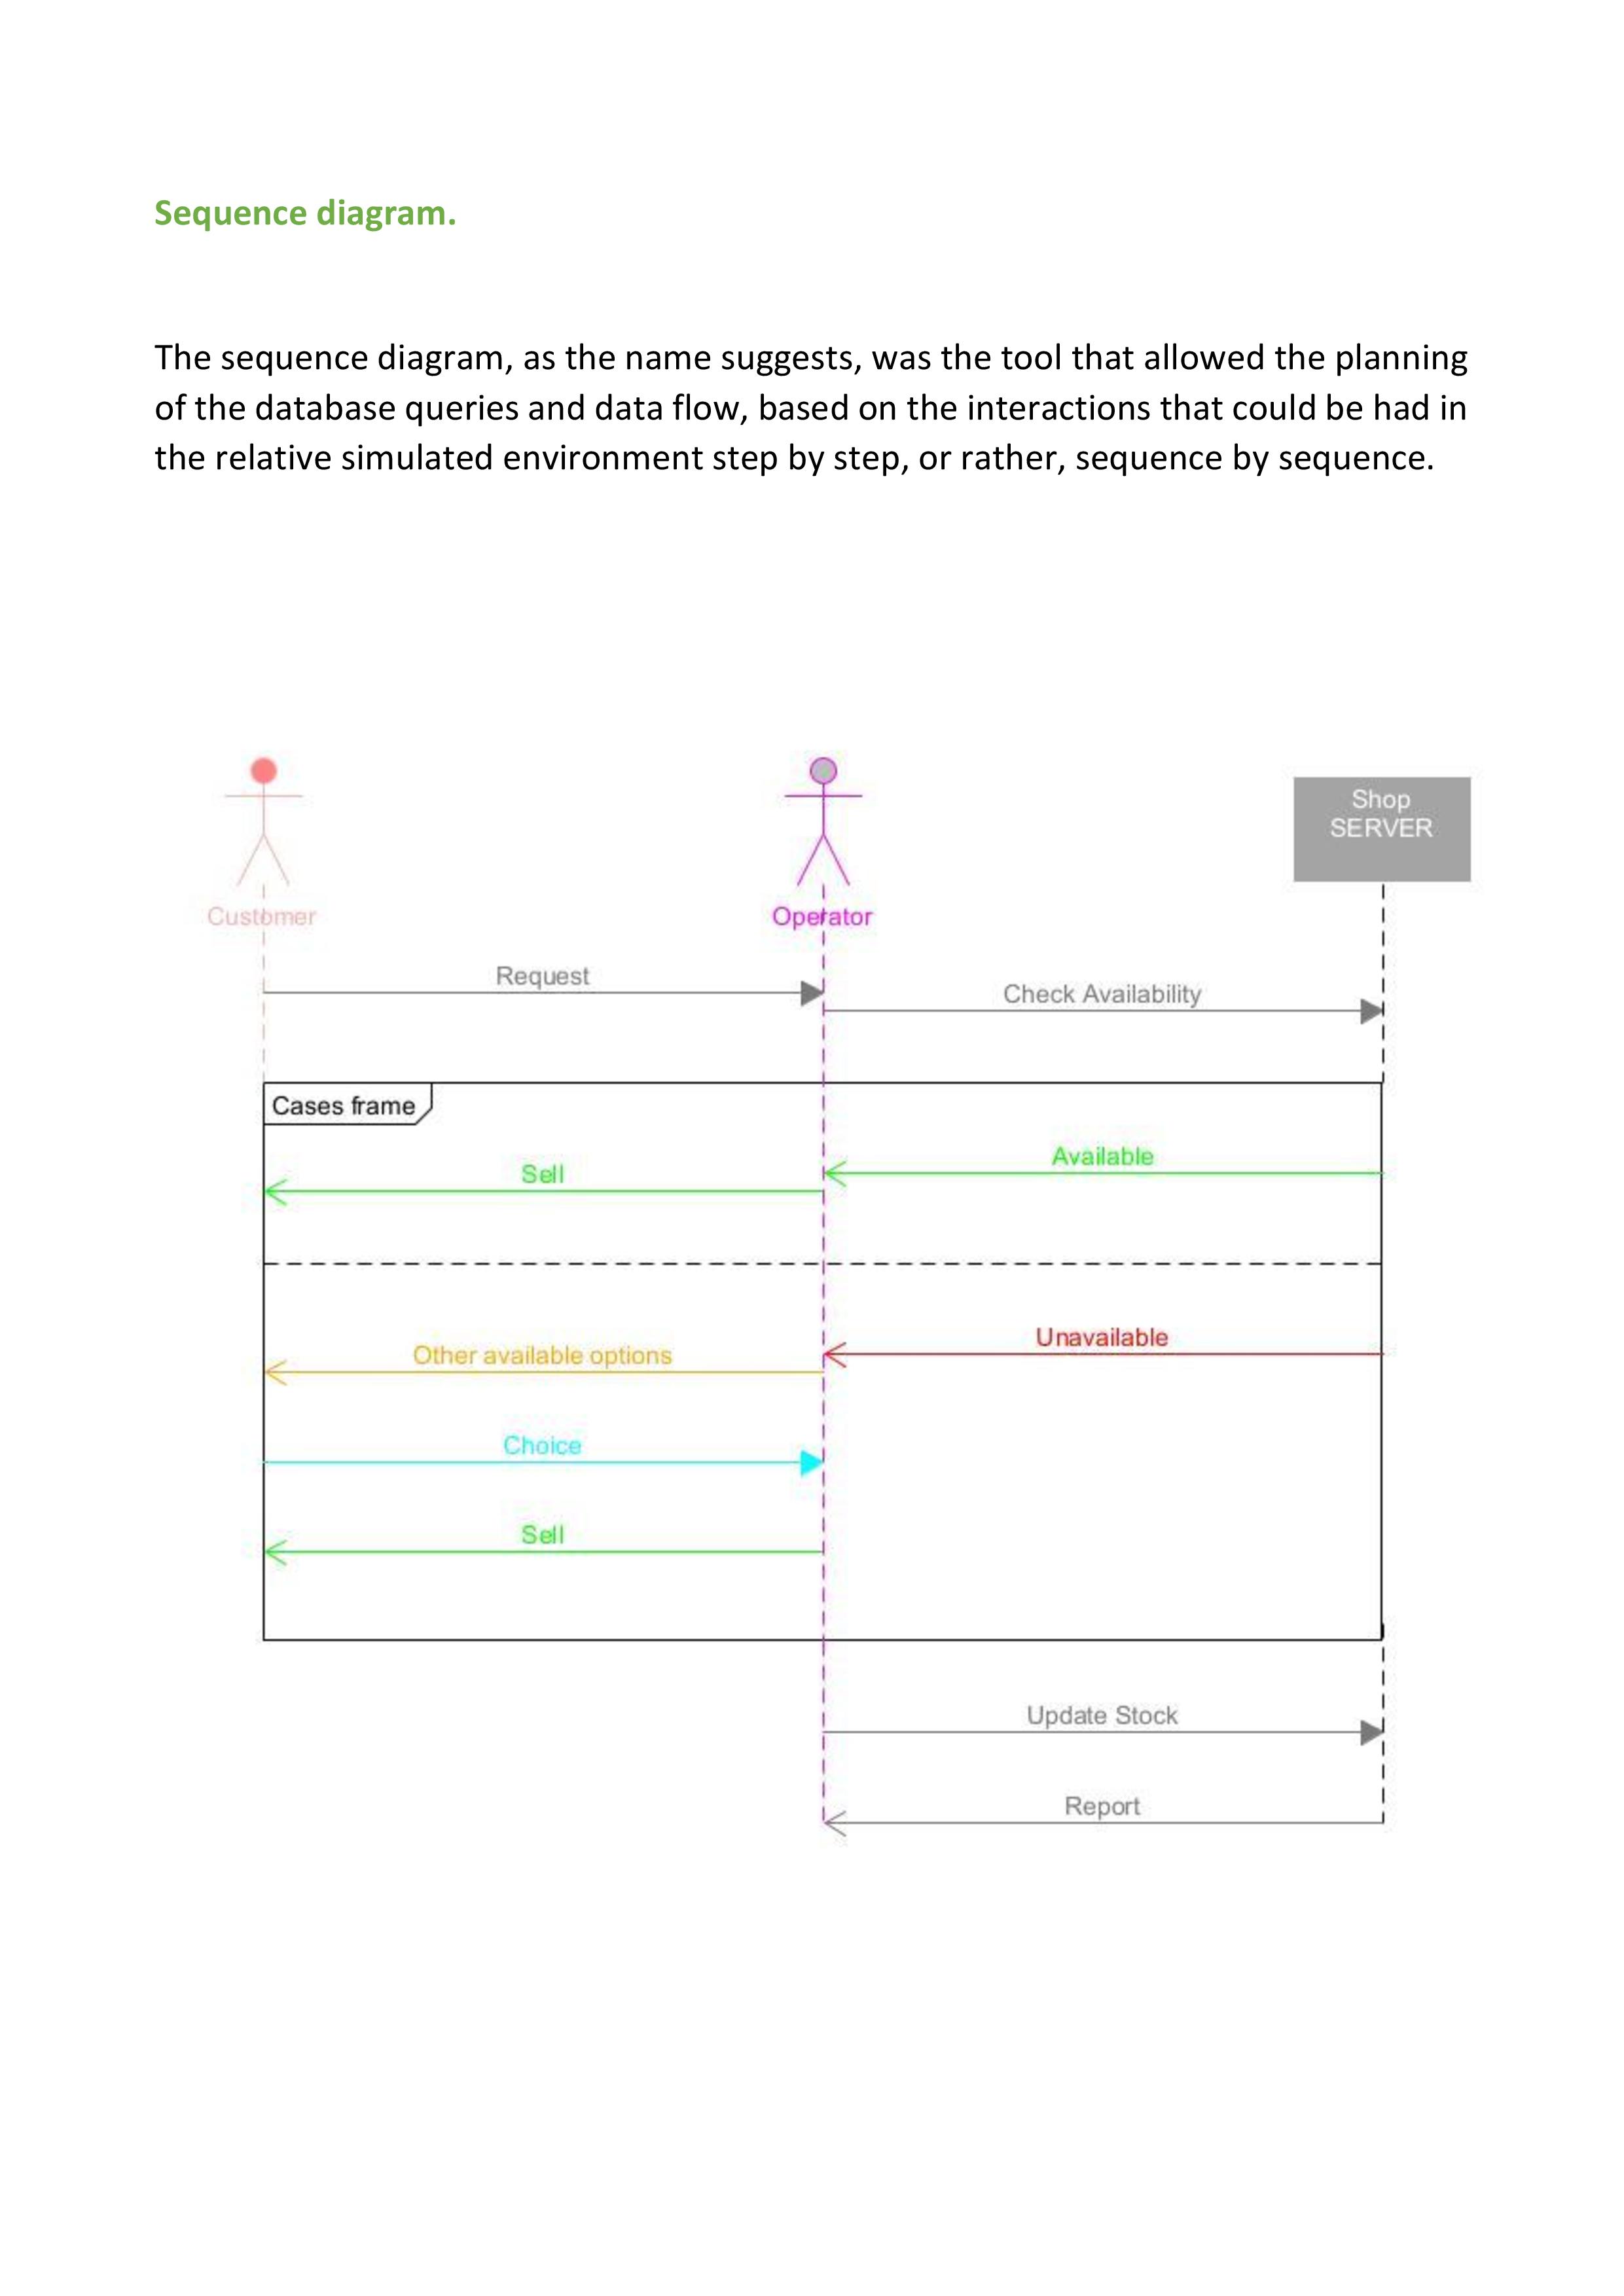 Sequence diagram.
The sequence diagram, as the name suggests, was the tool that allowed the planning
of the database queries and data flow, based on the interactions that could be had in
the relative simulated environment step by step, or rather, sequence by sequence.
Shop
SERVER
Customer
Operator
Request
Check Availability
Cases frame
Available
Sell
Unavailable
Other available options
Choice
Sell
Update Stock
Report